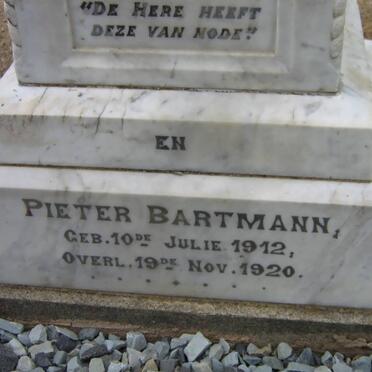 "DE HERE HEEFT
DEZE VAN NODE."
EN
PIETER BARTMANN,
GEB. 10DE JULIE 1912,
OVERL. 19DE NOV. 1920.